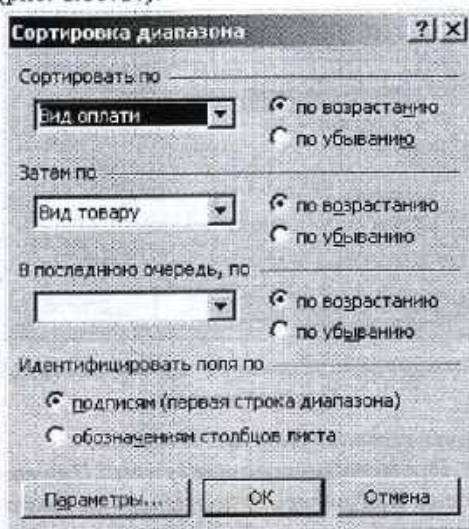 Сортировка диапазона
Сортировать по
Вид оплати
по возрастанию
по убыванию
Затем по
Вид товару
по возрастанию
по убыванию
В последнюю очередь, по
по возрастанию
по убыванию
Идентифицировать поля по
подписям (первая строка диапазона)
обозначениям столбцов листа
Параметры... OK Отмена